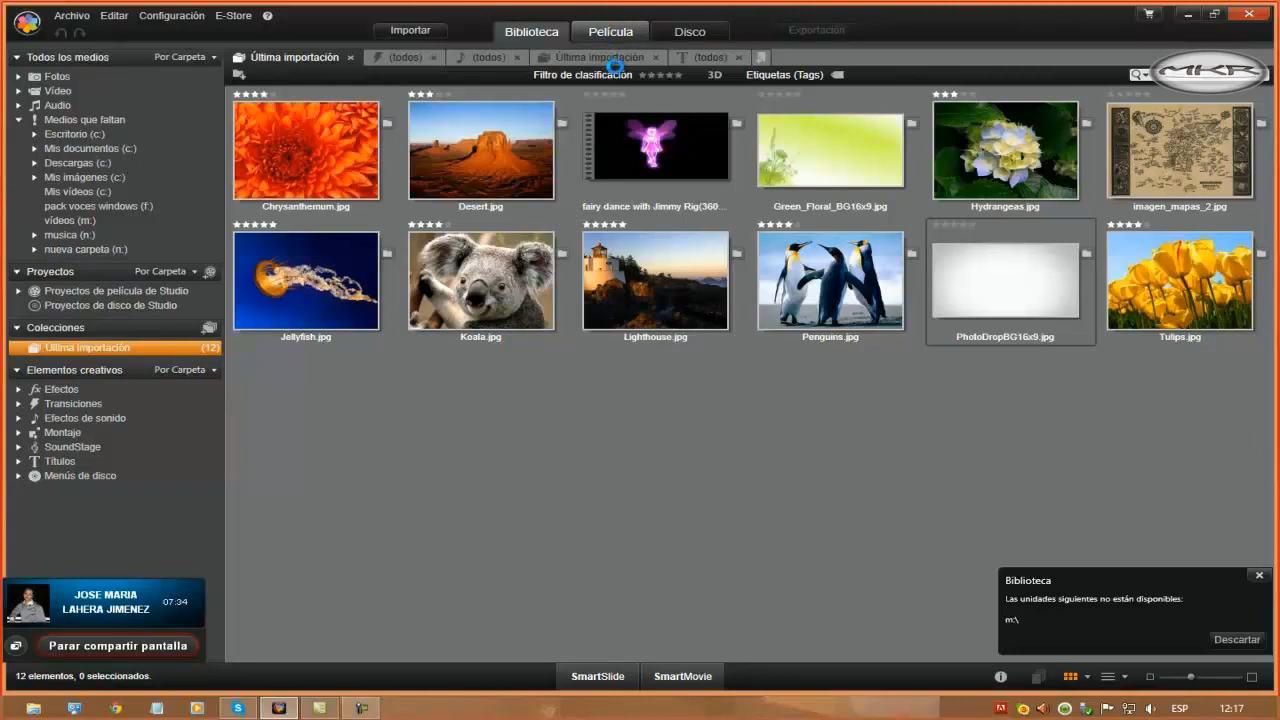 Archivo Editar Configuración E-Store ?
Importar
Biblioteca Película Disco
Exportación
Todos los medios Por Carpeta
Fotos
Vídeo
Audio
Medios que faltan
Escritorio (c:)
Mis documentos (c:)
Descargas (c:)
Mis imágenes (c:)
Mis vídeos (c:)
pack voces windows (f:)
vídeos (m:)
musica (n:)
nueva carpeta (n:)
Proyectos Por Carpeta
Proyectos de película de Studio
Proyectos de disco de Studio
Colecciones
Última importación (12)
Elementos creativos Por Carpeta
fx Efectos
Transiciones
Efectos de sonido
Montaje
SoundStage
T Títulos
Menús de disco
Última importación (todos) (todos) Última importación T (todos)
Filtro de clasificación 3D Etiquetas (Tags)
MKR
Chrysanthemum.jpg
Desert.jpg
fairy dance with Jimmy Rig(360...
Green_Floral_BG16x9.jpg
Hydrangeas.jpg
imagen_mapas_2.jpg
Jellyfish.jpg
Koala.jpg
Lighthouse.jpg
Penguins.jpg
PhotoDropBG16x9.jpg
Tulips.jpg
JOSE MARIA
LAHERA JIMENEZ
07:34
Parar compartir pantalla
Biblioteca
Las unidades siguientes no están disponibles:
m:\
Descartar
12 elementos, 0 seleccionados.
SmartSlide SmartMovie
ESP 12:17